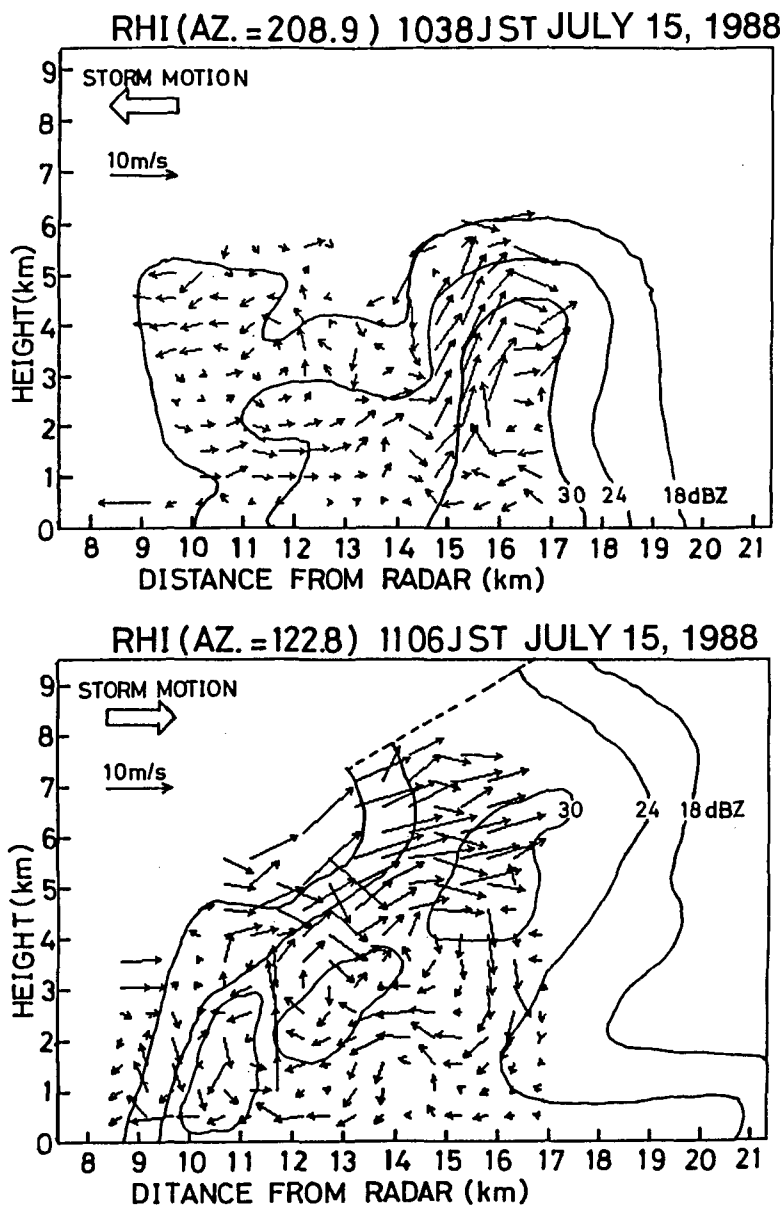 RHI (AZ. = 208.9) 1038JST JULY 15, 1988
9
STORM MOTION
8
10m/s
7
6
5
4
3
2
1
0
HEIGHT(km)
30 24 18dBZ
8 9 10 11 12 13 14 15 16 17 18 19 20 21
DISTANCE FROM RADAR (km)
RHI (AZ. = 122.8) 1106JST JULY 15, 1988
9
STORM MOTION
8
10m/s
7
6
5
4
3
2
1
0
HEIGHT(km)
30 24 18dBZ
8 9 10 11 12 13 14 15 16 17 18 19 20 21
DITANCE FROM RADAR (km)